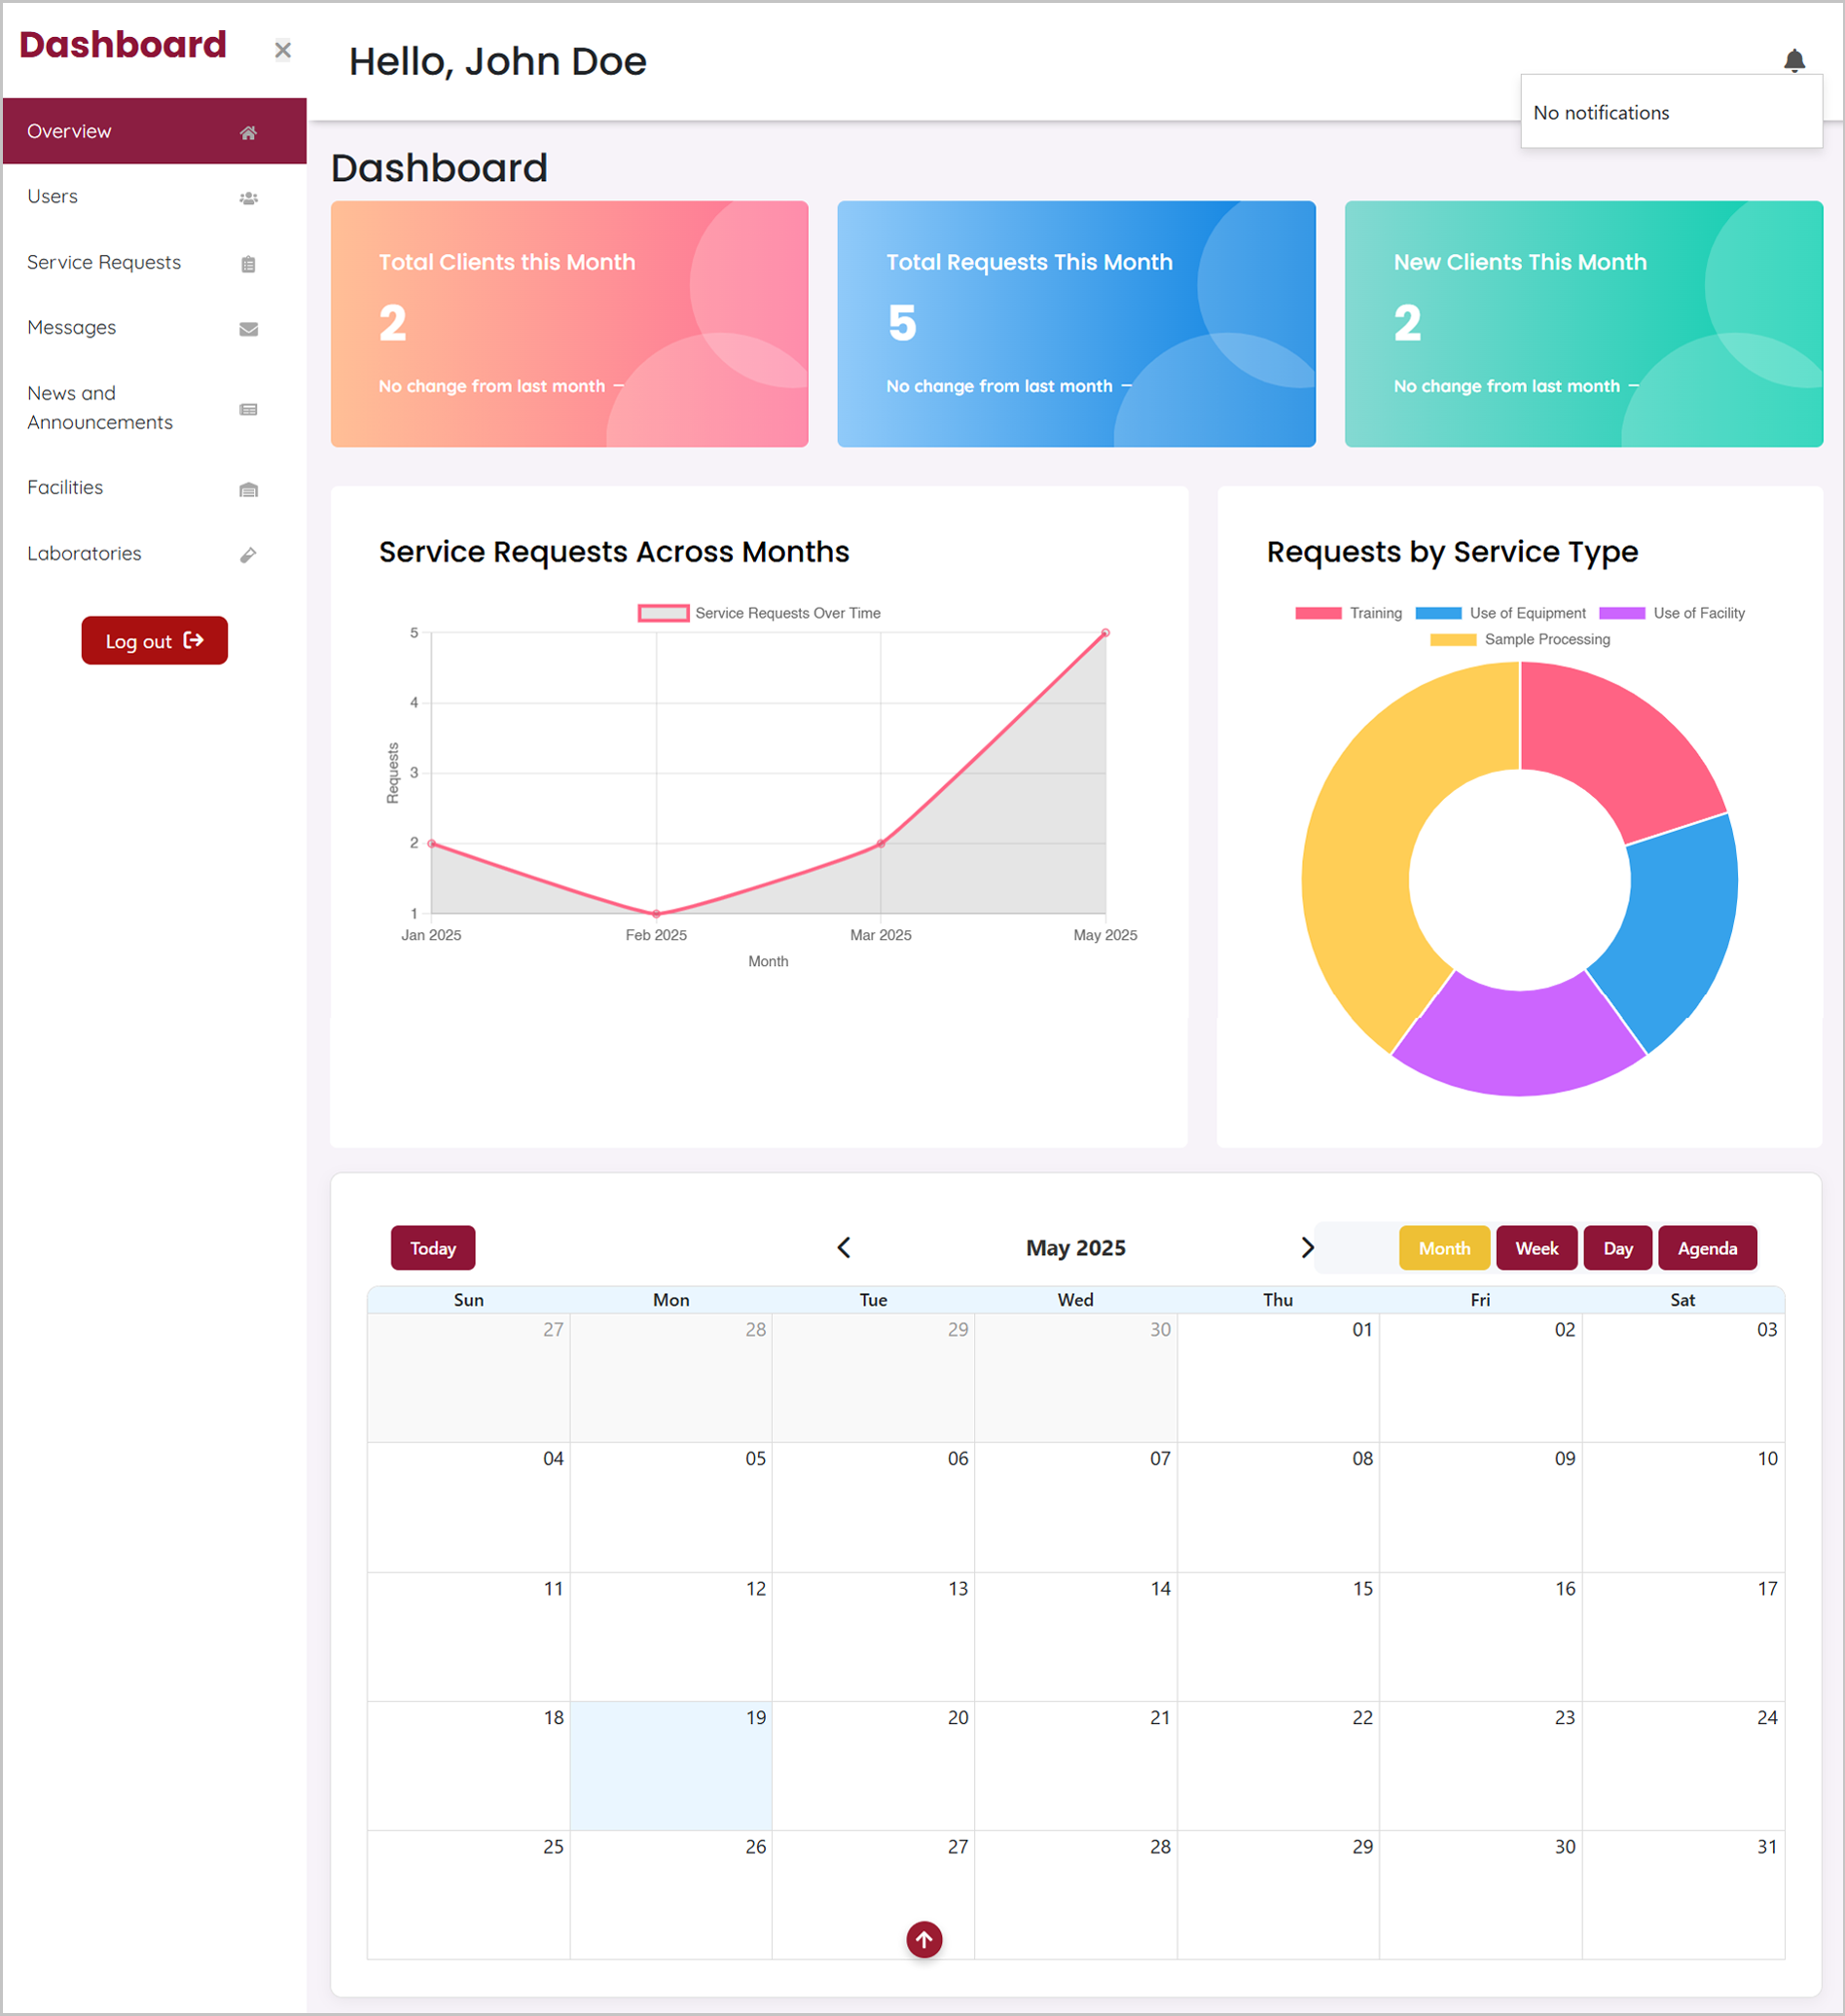 Dashboard
Hello, John Doe
No notifications
Overview
Users
Service Requests
Messages
News and
Announcements
Facilities
Laboratories
Log out
Dashboard
Total Clients this Month
2
No change from last month –
Total Requests This Month
5
No change from last month –
New Clients This Month
2
No change from last month –
Service Requests Across Months
Service Requests Over Time
5
4
3
2
1
Requests
Jan 2025 Feb 2025 Mar 2025 May 2025
Month
Requests by Service Type
Training Use of Equipment Use of Facility
Sample Processing
Today May 2025 Month Week Day Agenda
Sun Mon Tue Wed Thu Fri Sat
27 28 29 30 01 02 03
04 05 06 07 08 09 10
11 12 13 14 15 16 17
18 19 20 21 22 23 24
25 26 27 28 29 30 31